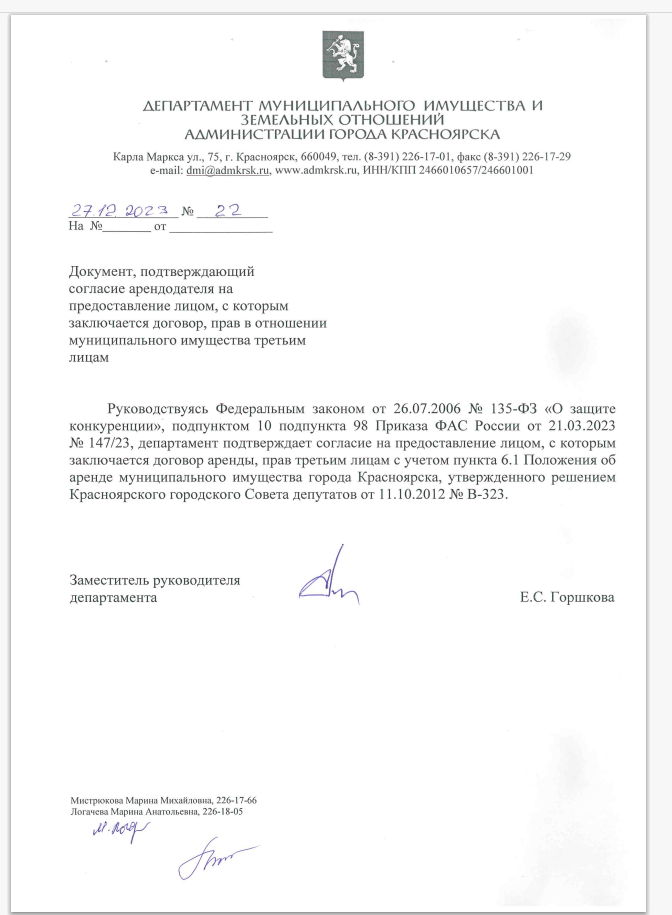 ДЕПАРТАМЕНТ МУНИЦИПАЛЬНОГО ИМУЩЕСТВА И
ЗЕМЕЛЬНЫХ ОТНОШЕНИЙ
АДМИНИСТРАЦИИ ГОРОДА КРАСНОЯРСКА
Карла Маркса ул., 75, г. Красноярск, 660049, тел. (8-391) 226-17-01, факс (8-391) 226-17-29
e-mail: dmi@admkrsk.ru, www.admkrsk.ru, ИНН/КПП 2466010657/246601001
27.12.2023 № 22
На №________ от ________________
Документ, подтверждающий
согласие арендодателя на
предоставление лицом, с которым
заключается договор, прав в отношении
муниципального имущества третьим
лицам
Руководствуясь Федеральным законом от 26.07.2006 № 135-ФЗ «О защите
конкуренции», подпунктом 10 подпункта 98 Приказа ФАС России от 21.03.2023
№ 147/23, департамент подтверждает согласие на предоставление лицом, с которым
заключается договор аренды, прав третьим лицам с учетом пункта 6.1 Положения об
аренде муниципального имущества города Красноярска, утвержденного решением
Красноярского городского Совета депутатов от 11.10.2012 № В-323.
Заместитель руководителя
департамента Е.С. Горшкова
Мистрюкова Марина Михайловна, 226-17-66
Логачева Марина Анатольевна, 226-18-05